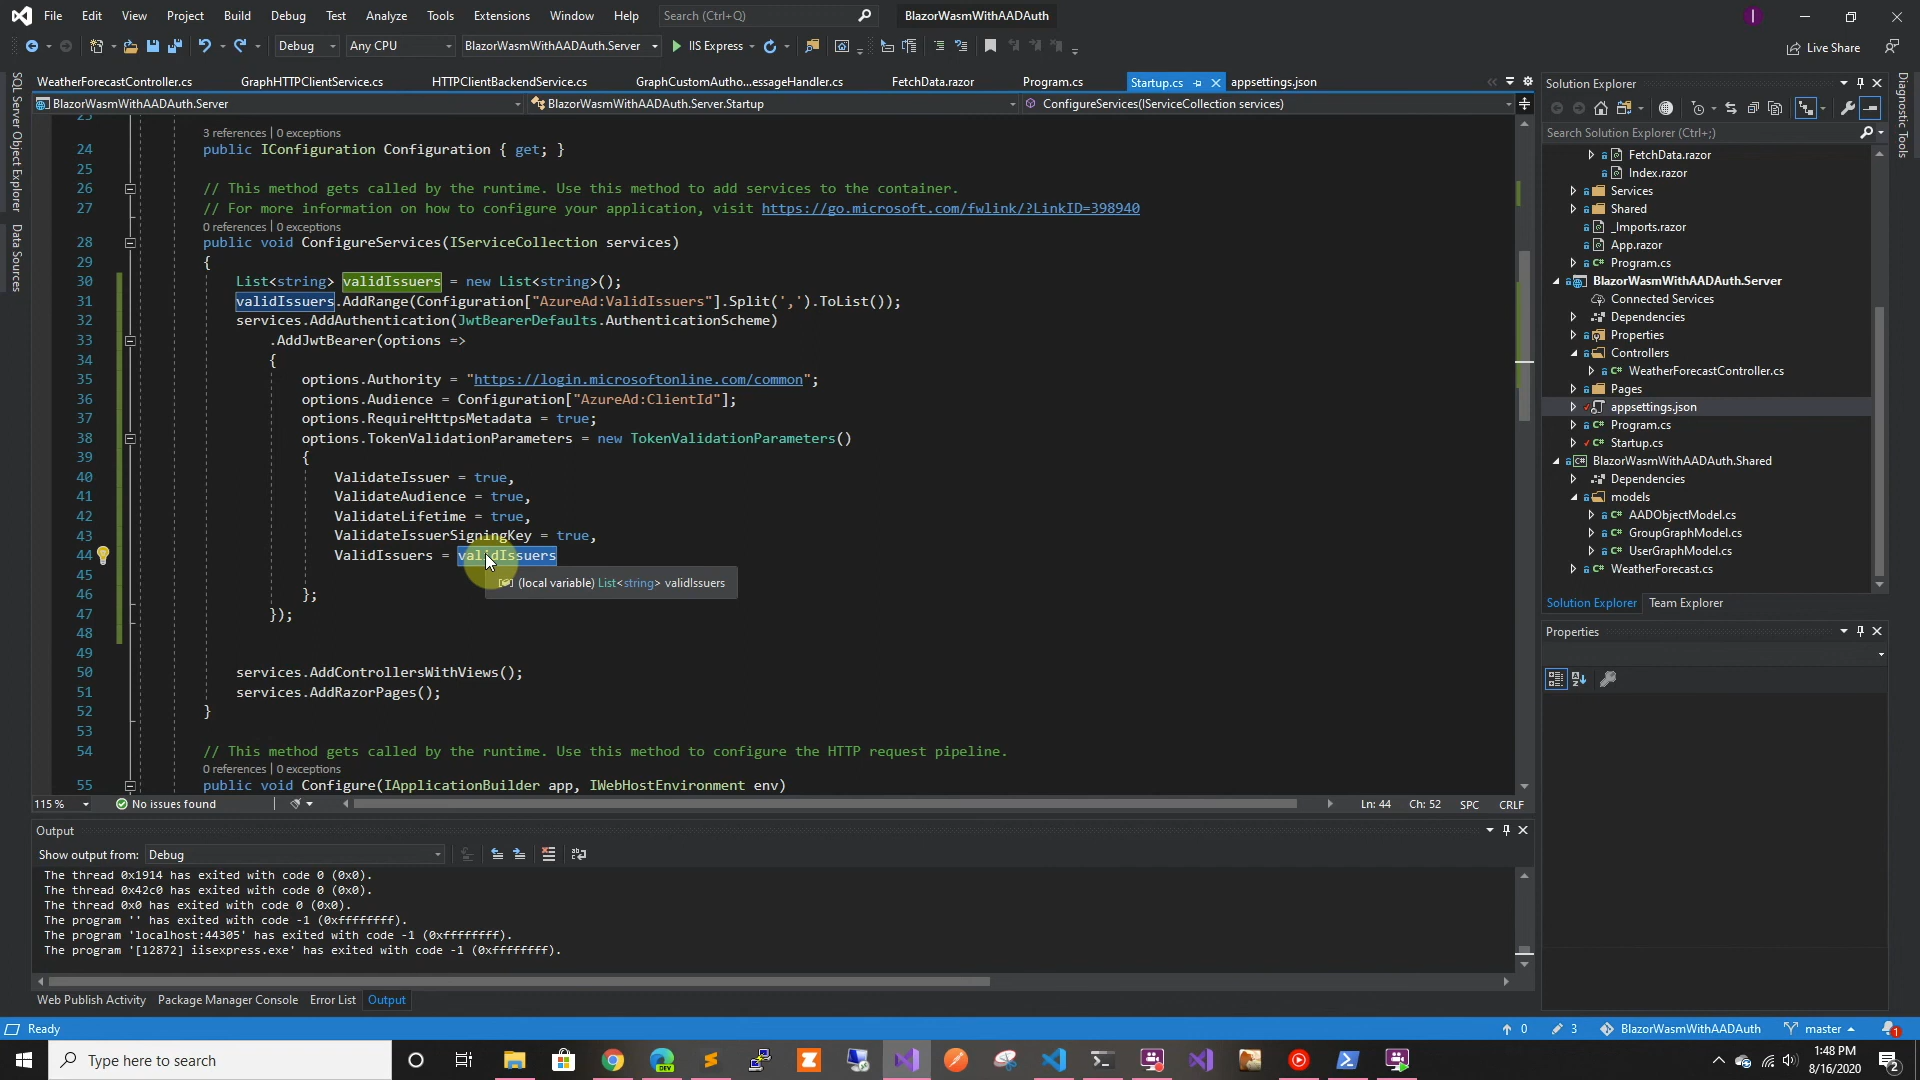 File Edit View Project Build Debug Test Analyze Tools Extensions Window Help Search (Ctrl+Q) BlazorWasmWithAADAuth
Debug Any CPU BlazorWasmWithAADAuth.Server IIS Express Live Share
WeatherForecastController.cs GraphHTTPClientService.cs HTTPClientBackendService.cs GraphCustomAutho...essageHandler.cs FetchData.razor Program.cs Startup.cs appsettings.json
BlazorWasmWithAADAuth.Server BlazorWasmWithAADAuth.Server.Startup ConfigureServices(IServiceCollection services)
SQL Server Object Explorer
Data Sources
3 references | 0 exceptions
24 public IConfiguration Configuration { get; }
25
26 // This method gets called by the runtime. Use this method to add services to the container.
27 // For more information on how to configure your application, visit https://go.microsoft.com/fwlink/?LinkID=398940
0 references | 0 exceptions
28 public void ConfigureServices(IServiceCollection services)
29 {
30 List<string> validIssuers = new List<string>();
31 validIssuers.AddRange(Configuration["AzureAd:ValidIssuers"].Split(',').ToList());
32 services.AddAuthentication(JwtBearerDefaults.AuthenticationScheme)
33 .AddJwtBearer(options =>
34 {
35 options.Authority = "https://login.microsoftonline.com/common";
36 options.Audience = Configuration["AzureAd:ClientId"];
37 options.RequireHttpsMetadata = true;
38 options.TokenValidationParameters = new TokenValidationParameters()
39 {
40 ValidateIssuer = true,
41 ValidateAudience = true,
42 ValidateLifetime = true,
43 ValidateIssuerSigningKey = true,
44 ValidIssuers = validIssuers
45 (local variable) List<string> validIssuers
46 };
47 });
48
49
50 services.AddControllersWithViews();
51 services.AddRazorPages();
52 }
53
54 // This method gets called by the runtime. Use this method to configure the HTTP request pipeline.
0 references | 0 exceptions
55 public void Configure(IApplicationBuilder app, IWebHostEnvironment env)
115 % No issues found Ln: 44 Ch: 52 SPC CRLF
Output
Show output from: Debug
The thread 0x1914 has exited with code 0 (0x0).
The thread 0x42c0 has exited with code 0 (0x0).
The thread 0x0 has exited with code 0 (0x0).
The program '' has exited with code -1 (0xffffffff).
The program 'localhost:44305' has exited with code -1 (0xffffffff).
The program '[12872] iisexpress.exe' has exited with code -1 (0xffffffff).
Web Publish Activity Package Manager Console Error List Output
Solution Explorer
Search Solution Explorer (Ctrl+;)
FetchData.razor
Index.razor
Services
Shared
_Imports.razor
App.razor
Program.cs
BlazorWasmWithAADAuth.Server
Connected Services
Dependencies
Properties
Controllers
WeatherForecastController.cs
Pages
appsettings.json
Program.cs
Startup.cs
BlazorWasmWithAADAuth.Shared
Dependencies
models
AADObjectModel.cs
GroupGraphModel.cs
UserGraphModel.cs
WeatherForecast.cs
Solution Explorer Team Explorer
Properties
Diagnostic Tools
Ready 0 3 BlazorWasmWithAADAuth master 1
Type here to search DEV 1:48 PM
8/16/2020 2